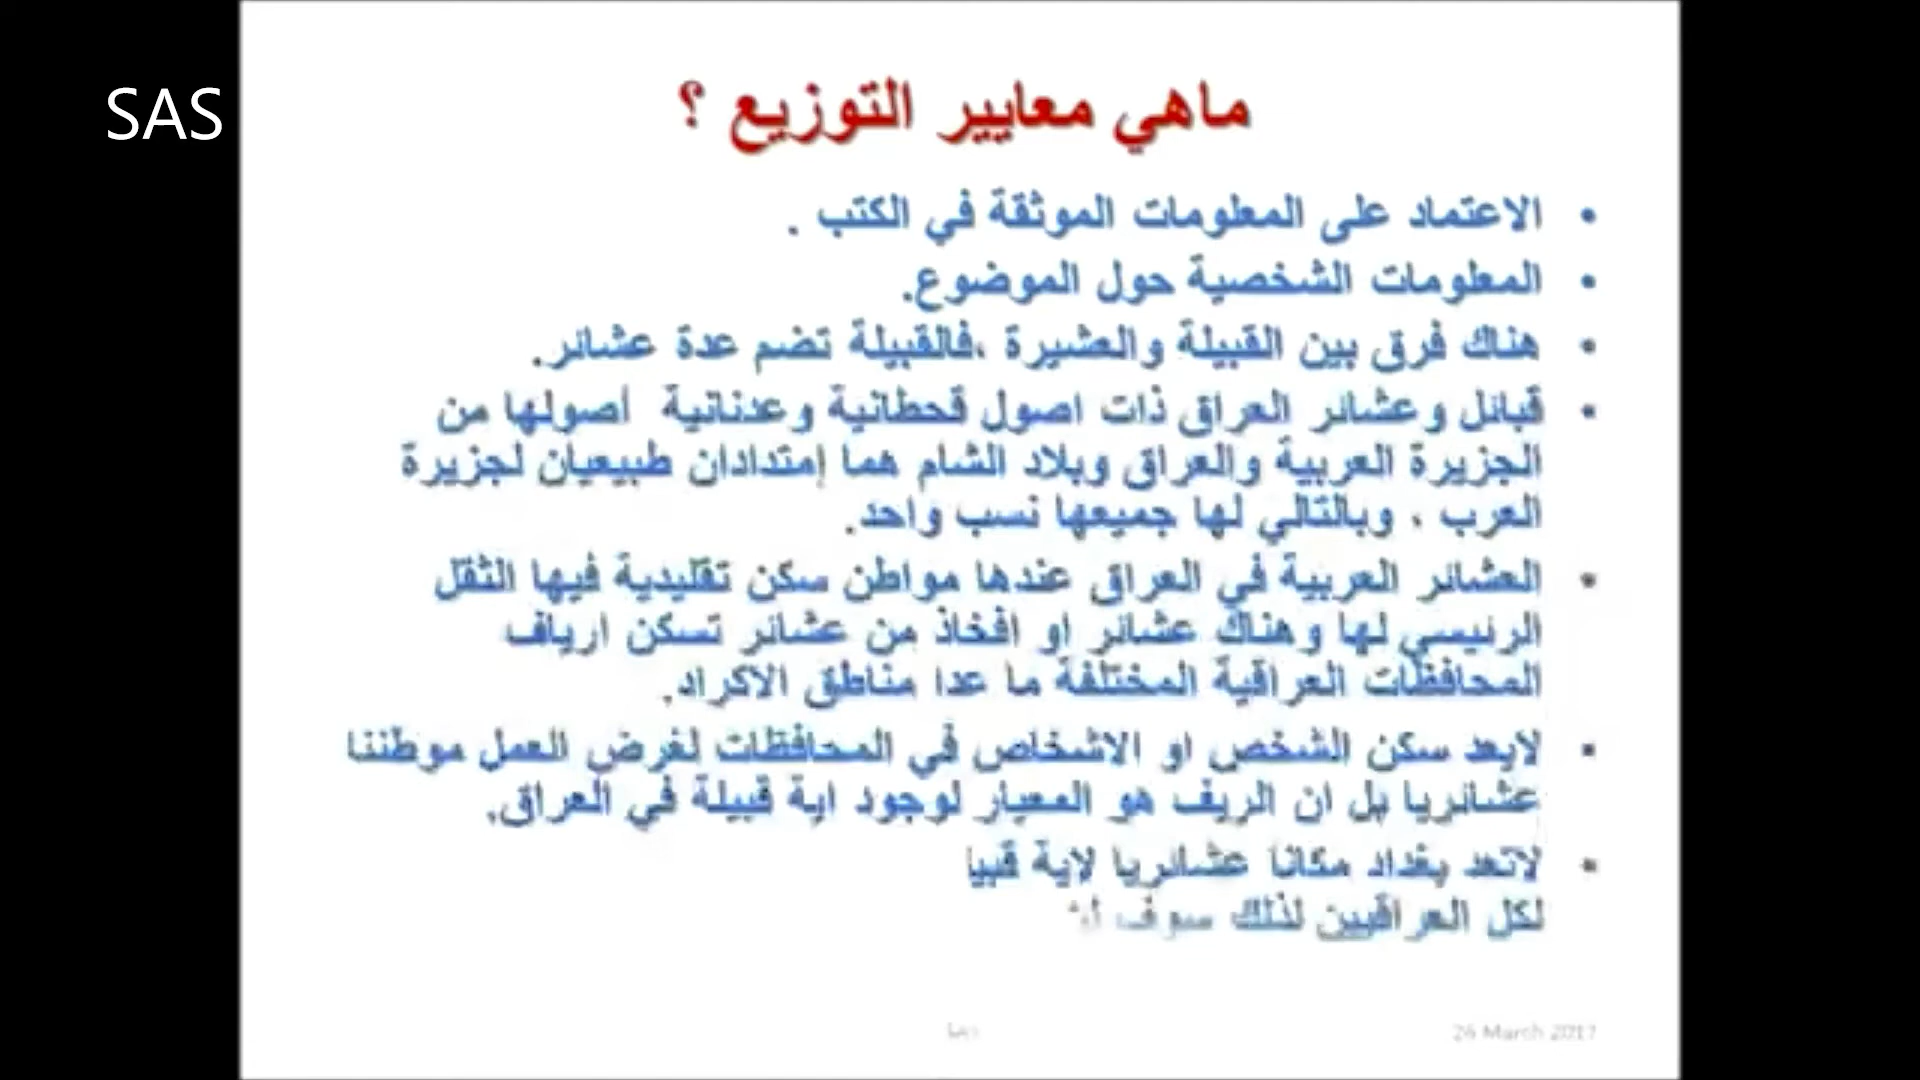 SAS
ماهي معايير التوزيع ؟
• الاعتماد على المعلومات الموثقة في الكتب .
• المعلومات الشخصية حول الموضوع.
• هناك فرق بين القبيلة والعشيرة ،فالقبيلة تضم عدة عشائر.
• قبائل وعشائر العراق ذات اصول قحطانية وعدنانية أصولها من
الجزيرة العربية والعراق وبلاد الشام هما إمتدادان طبيعيان لجزيرة
العرب ، وبالتالي لها جميعها نسب واحد.
• العشائر العربية في العراق عندها مواطن سكن تقليدية فيها الثقل
الرئيسي لها وهناك عشائر او افخاذ من عشائر تسكن ارياف
المحافظات العراقية المختلفة ما عدا مناطق الاكراد.
• لايعد سكن الشخص او الاشخاص في المحافظات لغرض العمل موطننا
عشائريا بل ان الريف هو المعيار لوجود اية قبيلة في العراق.
• لاتعد بغداد مكانا عشائريا لاية
لكل العراقيين لذلك سوف
26 March 2017